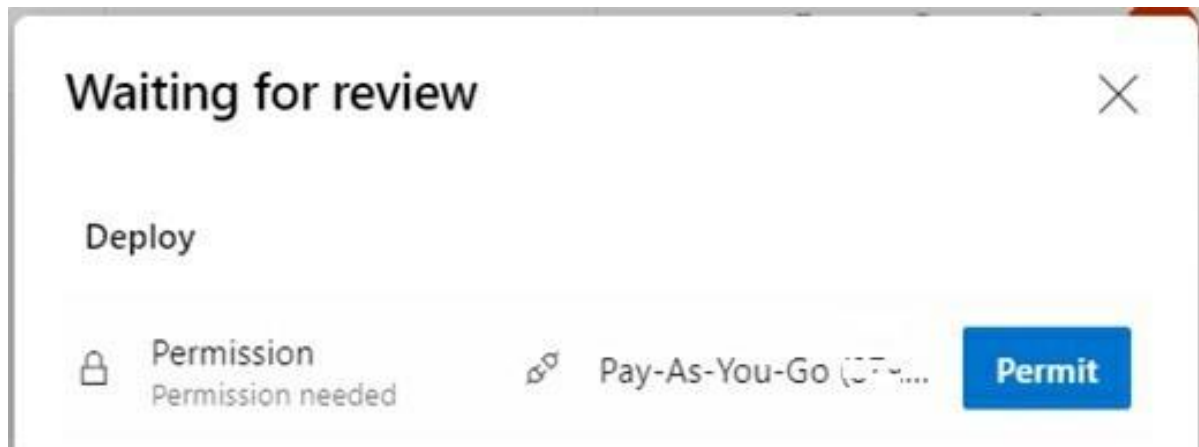 Waiting for review
Deploy
Permission
Permission needed
Pay-As-You-Go
Permit